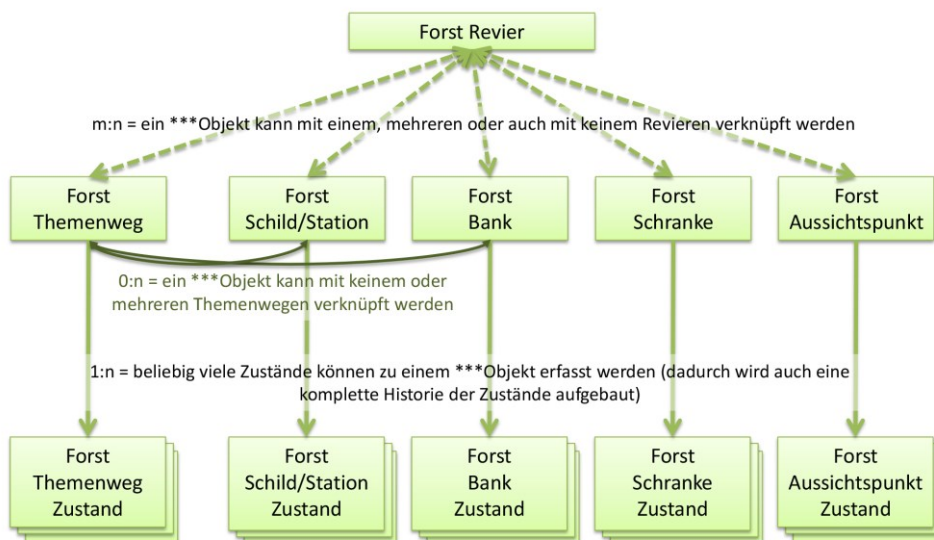 Forst Revier
m:n = ein ***Objekt kann mit einem, mehreren oder auch mit keinem Revieren verknüpft werden
Forst
Themenweg
Forst
Schild/Station
Forst
Bank
Forst
Schranke
Forst
Aussichtspunkt
0:n = ein ***Objekt kann mit keinem oder
mehreren Themenwegen verknüpft werden
1:n = beliebig viele Zustände können zu einem ***Objekt erfasst werden (dadurch wird auch eine
komplette Historie der Zustände aufgebaut)
Forst
Themenweg
Zustand
Forst
Schild/Station
Zustand
Forst
Bank
Zustand
Forst
Schranke
Zustand
Forst
Aussichtspunkt
Zustand